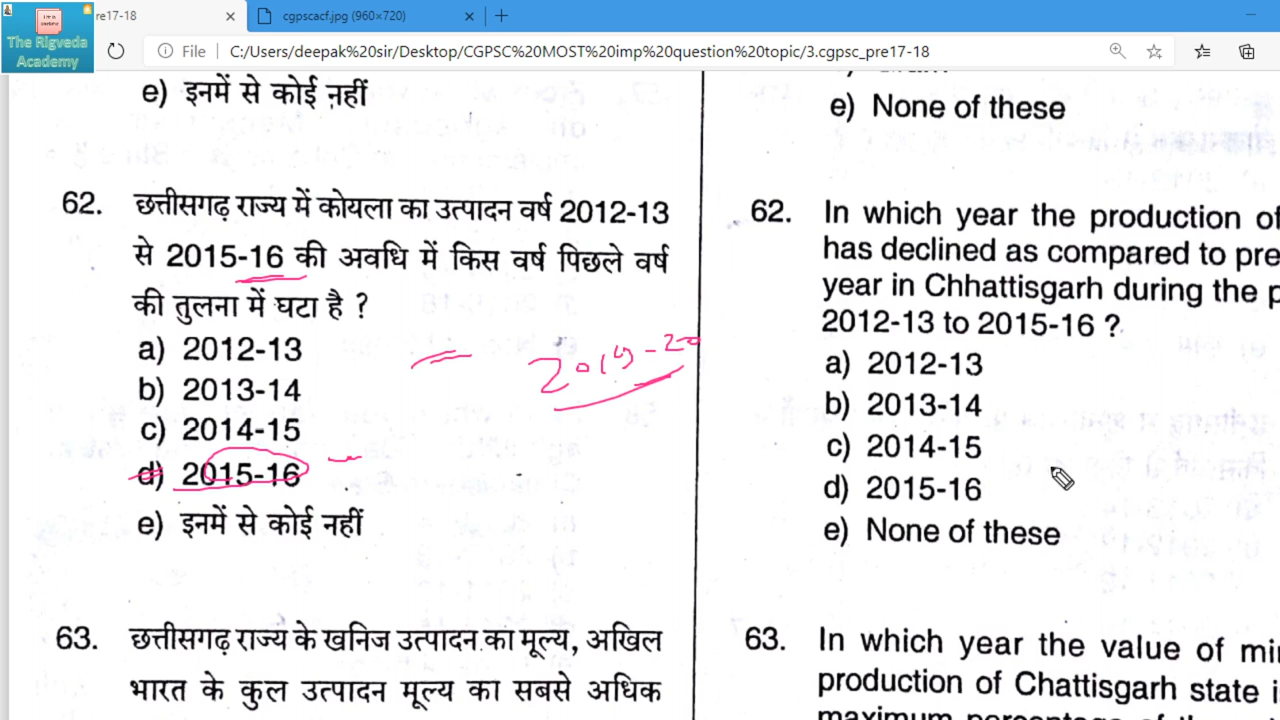 re17-18
cgpscacf.jpg (960×720)
The Rigveda
Academy
File
C:/Users/deepak%20sir/Desktop/CGPSC%20MOST%20imp%20question%20topic/3.cgpsc_pre17-18
e) इनमें से कोई नहीं
62. छत्तीसगढ़ राज्य में कोयला का उत्पादन वर्ष 2012-13
से 2015-16 की अवधि में किस वर्ष पिछले वर्ष
की तुलना में घटा है ?
a) 2012-13
b) 2013-14
c) 2014-15
d) 2015-16
e) इनमें से कोई नहीं
2019-20
63. छत्तीसगढ़ राज्य के खनिज उत्पादन का मूल्य, अखिल
भारत के कुल उत्पादन मूल्य का सबसे अधिक
e) None of these
62. In which year the production of
has declined as compared to pre
year in Chhattisgarh during the p
2012-13 to 2015-16 ?
a) 2012-13
b) 2013-14
c) 2014-15
d) 2015-16
e) None of these
63. In which year the value of mi
production of Chattisgarh state i